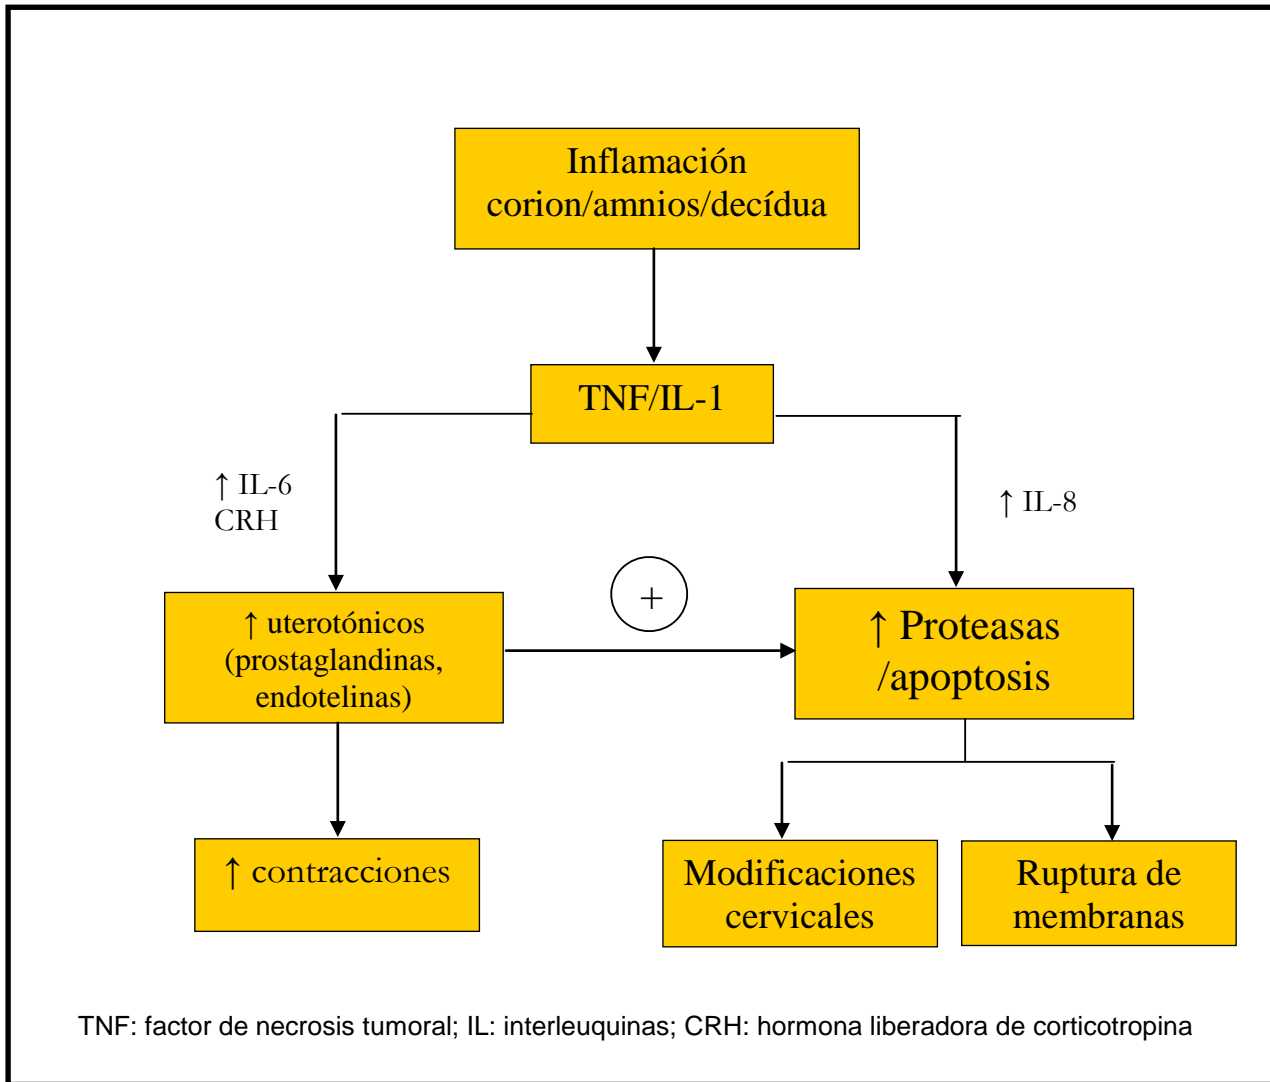 Inflamación
corion/amnios/decídua
TNF/IL-1
↑ IL-6
CRH
↑ IL-8
+
↑ uterotónicos
(prostaglandinas,
endotelinas)
↑ Proteasas
/apoptosis
↑ contracciones
Modificaciones
cervicales
Ruptura de
membranas
TNF: factor de necrosis tumoral; IL: interleuquinas; CRH: hormona liberadora de corticotropina